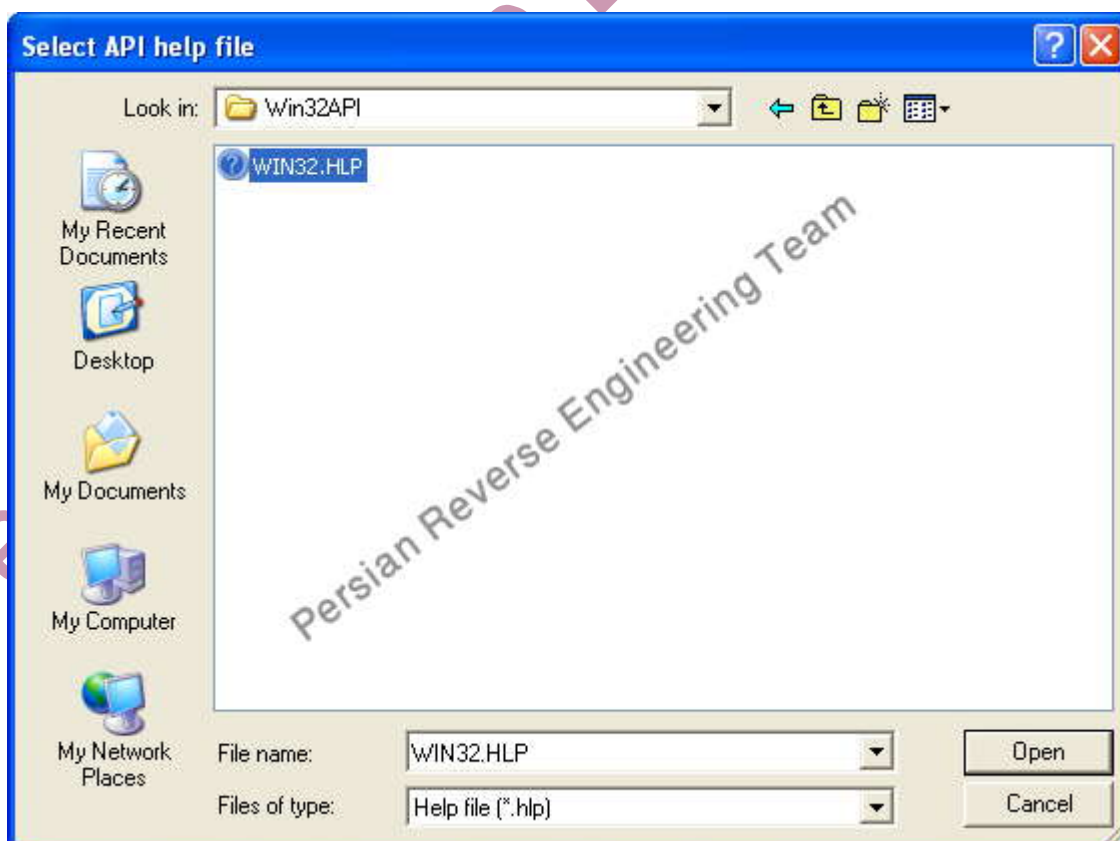 Select API help file
Look in:
Win32API
WIN32.HLP
My Recent
Documents
Desktop
My Documents
My Computer
My Network
Places
Persian Reverse Engineering Team
File name:
WIN32.HLP
Open
Files of type:
Help file (*.hlp)
Cancel